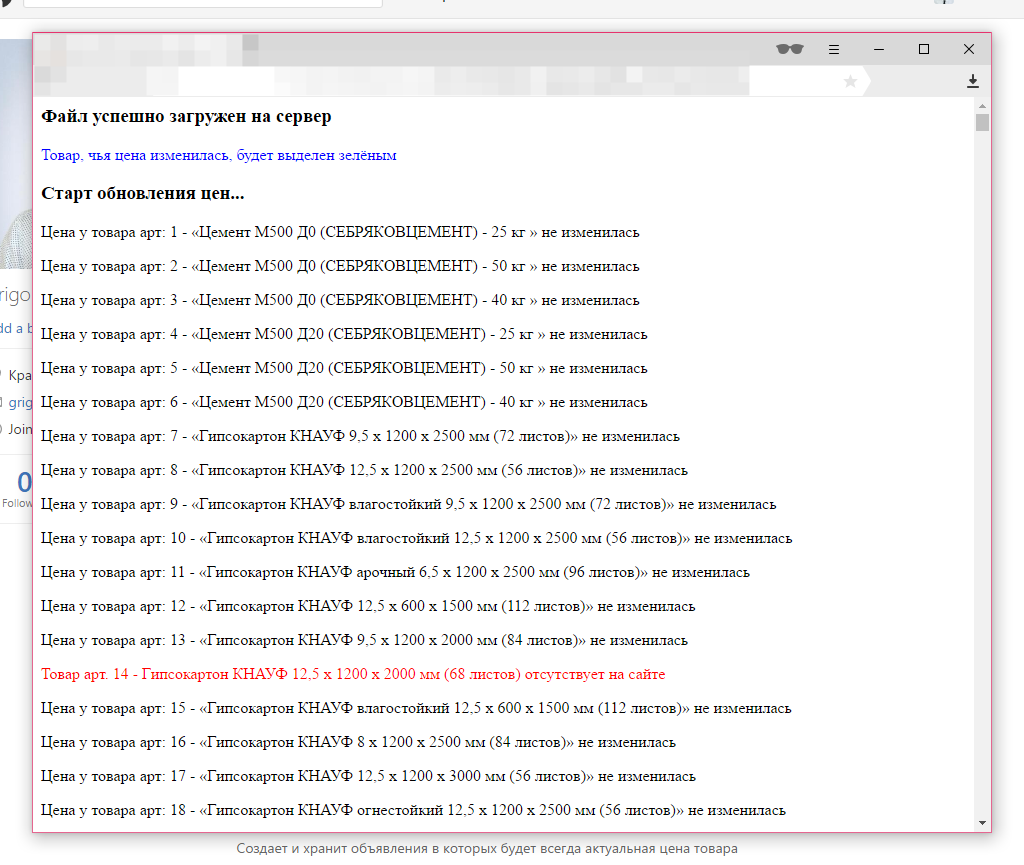 Файл успешно загружен на сервер
Товар, чья цена изменилась, будет выделен зелёным
Старт обновления цен...
Цена у товара арт: 1 - «Цемент М500 Д0 (СЕБРЯКОВЦЕМЕНТ) - 25 кг » не изменилась
Цена у товара арт: 2 - «Цемент М500 Д0 (СЕБРЯКОВЦЕМЕНТ) - 50 кг » не изменилась
Цена у товара арт: 3 - «Цемент М500 Д0 (СЕБРЯКОВЦЕМЕНТ) - 40 кг » не изменилась
Цена у товара арт: 4 - «Цемент М500 Д20 (СЕБРЯКОВЦЕМЕНТ) - 25 кг » не изменилась
Цена у товара арт: 5 - «Цемент М500 Д20 (СЕБРЯКОВЦЕМЕНТ) - 50 кг » не изменилась
Цена у товара арт: 6 - «Цемент М500 Д20 (СЕБРЯКОВЦЕМЕНТ) - 40 кг » не изменилась
Цена у товара арт: 7 - «Гипсокартон КНАУФ 9,5 х 1200 х 2500 мм (72 листов)» не изменилась
Цена у товара арт: 8 - «Гипсокартон КНАУФ 12,5 х 1200 х 2500 мм (56 листов)» не изменилась
Цена у товара арт: 9 - «Гипсокартон КНАУФ влагостойкий 9,5 х 1200 х 2500 мм (72 листов)» не изменилась
Цена у товара арт: 10 - «Гипсокартон КНАУФ влагостойкий 12,5 х 1200 х 2500 мм (56 листов)» не изменилась
Цена у товара арт: 11 - «Гипсокартон КНАУФ арочный 6,5 х 1200 х 2500 мм (96 листов)» не изменилась
Цена у товара арт: 12 - «Гипсокартон КНАУФ 12,5 х 600 х 1500 мм (112 листов)» не изменилась
Цена у товара арт: 13 - «Гипсокартон КНАУФ 9,5 х 1200 х 2000 мм (84 листов)» не изменилась
Товар арт. 14 - Гипсокартон КНАУФ 12,5 х 1200 х 2000 мм (68 листов) отсутствует на сайте
Цена у товара арт: 15 - «Гипсокартон КНАУФ влагостойкий 12,5 х 600 х 1500 мм (112 листов)» не изменилась
Цена у товара арт: 16 - «Гипсокартон КНАУФ 8 х 1200 х 2500 мм (84 листов)» не изменилась
Цена у товара арт: 17 - «Гипсокартон КНАУФ 12,5 х 1200 х 3000 мм (56 листов)» не изменилась
Цена у товара арт: 18 - «Гипсокартон КНАУФ огнестойкий 12,5 х 1200 х 2500 мм (56 листов)» не изменилась
rigo
dd a b
Кра
grig
Join
0
Follow
Создает и хранит объявления в которых будет всегда актуальная цена товара